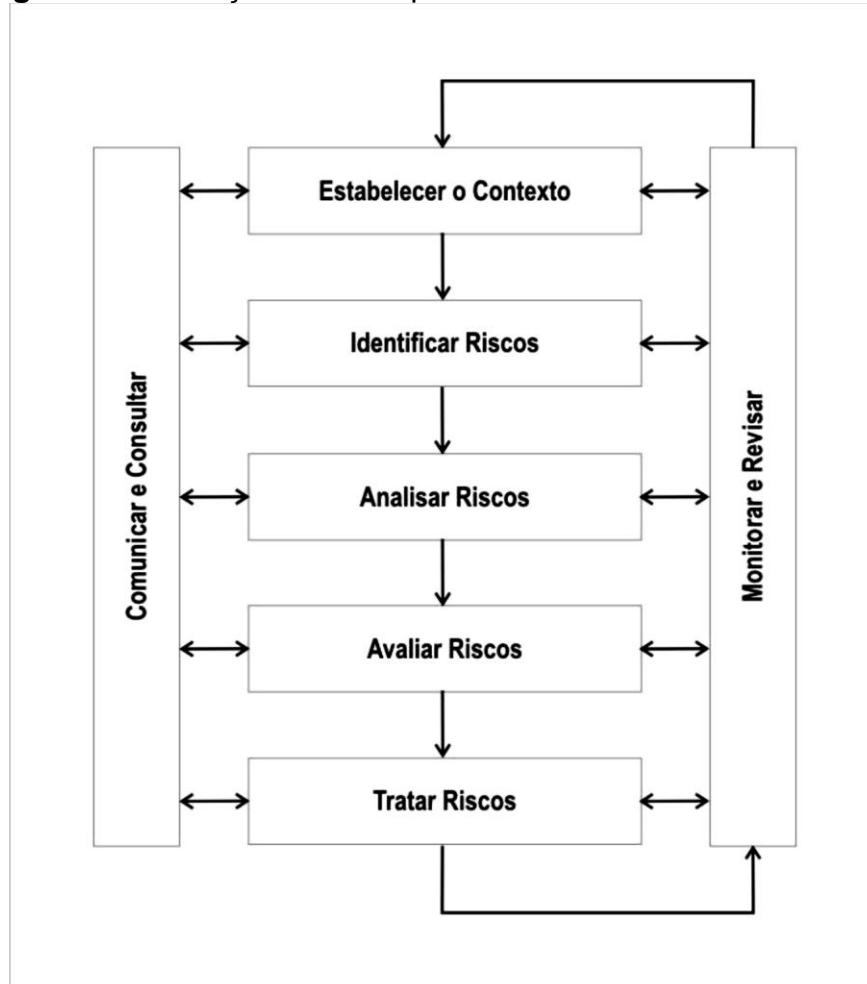 Estabelecer o Contexto
Identificar Riscos
Analisar Riscos
Avaliar Riscos
Tratar Riscos
Comunicar e Consultar
Monitorar e Revisar